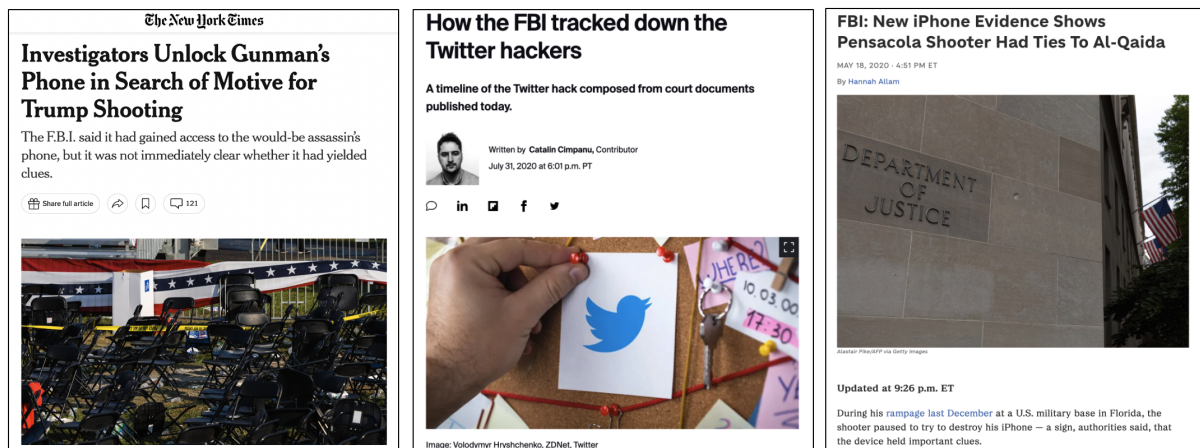 The New York Times
Investigators Unlock Gunman's
Phone in Search of Motive for
Trump Shooting
The F.B.I. said it had gained access to the would-be assassin's
phone, but it was not immediately clear whether it had yielded
clues.
Share full article
121
How the FBI tracked down the
Twitter hackers
A timeline of the Twitter hack composed from court documents
published today.
Written by Catalin Cimpanu, Contributor
July 31, 2020 at 6:01 p.m. PT
WHERE?
10.03.00
17:30
YE
Image: Volodymyr Hryshchenko, ZDNet, Twitter
FBI: New iPhone Evidence Shows
Pensacola Shooter Had Ties To Al-Qaida
MAY 18, 2020 · 4:51 PM ET
By Hannah Allam
DEPARTMENT
OF
JUSTICE
Alastair Pike/AFP via Getty Images
Updated at 9:26 p.m. ET
During his rampage last December at a U.S. military base in Florida, the
shooter paused to try to destroy his iPhone — a sign, authorities said, that
the device held important clues.